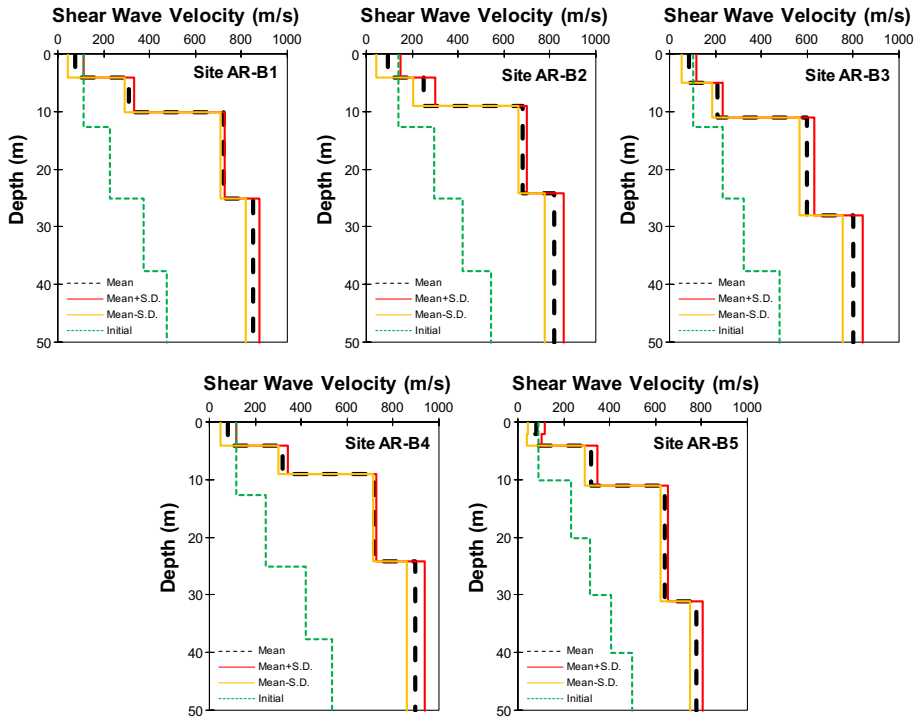 Shear Wave Velocity (m/s)
0 200 400 600 800 1000
Site AR-B1
Depth (m)
0
10
20
30
40
50
Mean
Mean+S.D.
Mean-S.D.
Initial
Shear Wave Velocity (m/s)
0 200 400 600 800 1000
Site AR-B2
Depth (m)
0
10
20
30
40
50
Mean
Mean+S.D.
Mean-S.D.
Initial
Shear Wave Velocity (m/s)
0 200 400 600 800 1000
Site AR-B3
Depth (m)
0
10
20
30
40
50
Mean
Mean+S.D.
Mean-S.D.
Initial
Shear Wave Velocity (m/s)
0 200 400 600 800 1000
Site AR-B4
Depth (m)
0
10
20
30
40
50
Mean
Mean+S.D.
Mean-S.D.
Initial
Shear Wave Velocity (m/s)
0 200 400 600 800 1000
Site AR-B5
Depth (m)
0
10
20
30
40
50
Mean
Mean+S.D.
Mean-S.D.
Initial